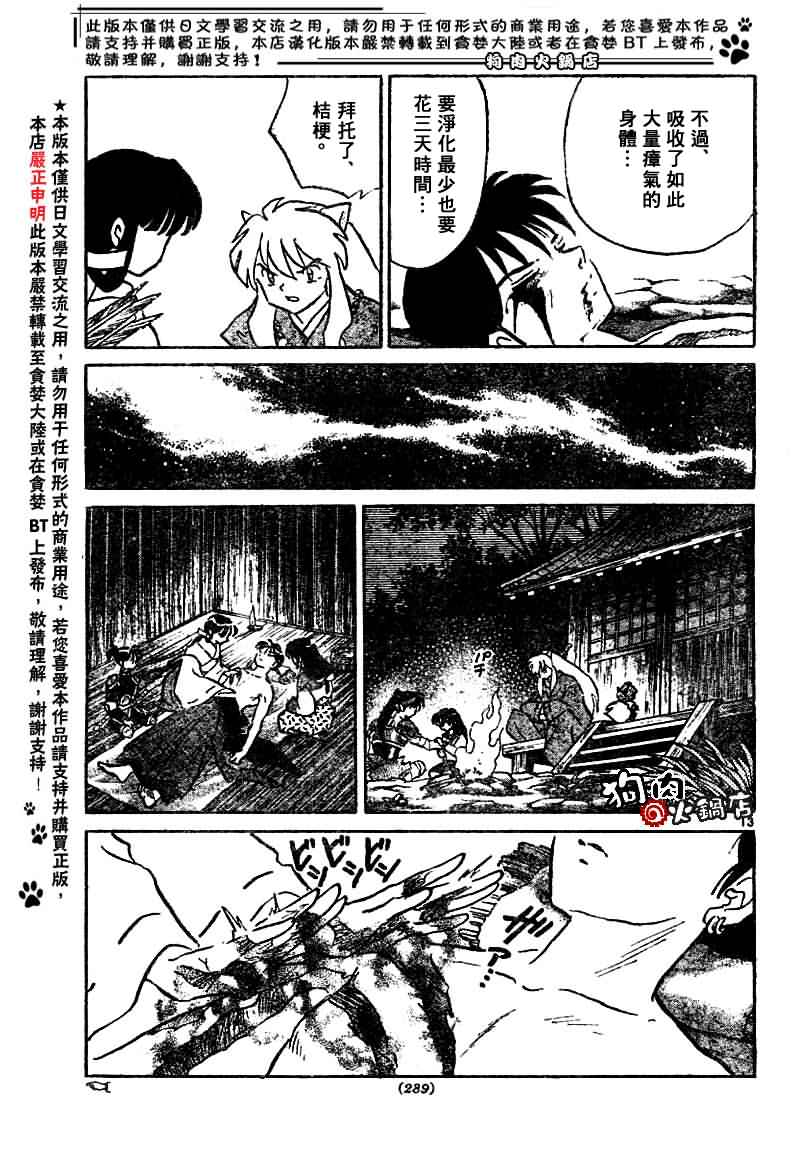 此版本僅供日文學習交流之用，請勿用于任何形式的商業用途，若您喜愛本作品
請支持并購買正版，本店漢化版本嚴禁轉載到貪婪大陸或者在貪婪 BT 上發布，
敬請理解，謝謝支持！
狗肉火鍋店
★本版本僅供日文學習交流之用，請勿用于任何形式的商業用途，若您喜愛本作品請支持并購買正版，
本店嚴正申明此版本嚴禁轉載至貪婪大陸或在貪婪 BT 上發布，敬請理解，謝謝支持！
不過、
吸收了如此
大量瘴氣的
身體…
要淨化最少也要
花三天時間…
拜托了、
桔梗。
パチ
狗肉
火鍋店
ビシ
ビシ
ビシ
ア…?
(289)